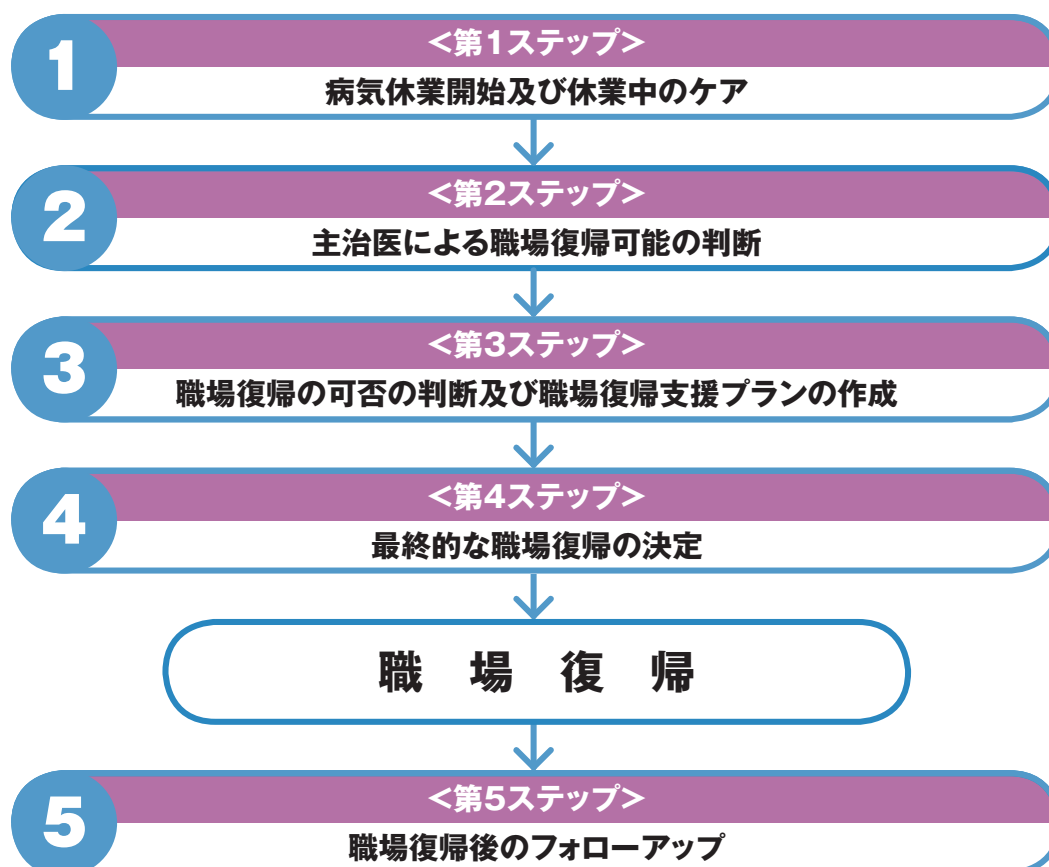 1
<第1ステップ>
病気休業開始及び休業中のケア
2
<第2ステップ>
主治医による職場復帰可能の判断
3
<第3ステップ>
職場復帰の可否の判断及び職場復帰支援プランの作成
4
<第4ステップ>
最終的な職場復帰の決定
職 場 復 帰
5
<第5ステップ>
職場復帰後のフォローアップ